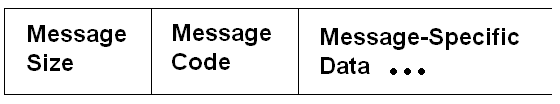 Message
Size
Message
Code
Message-Specific
Data ...